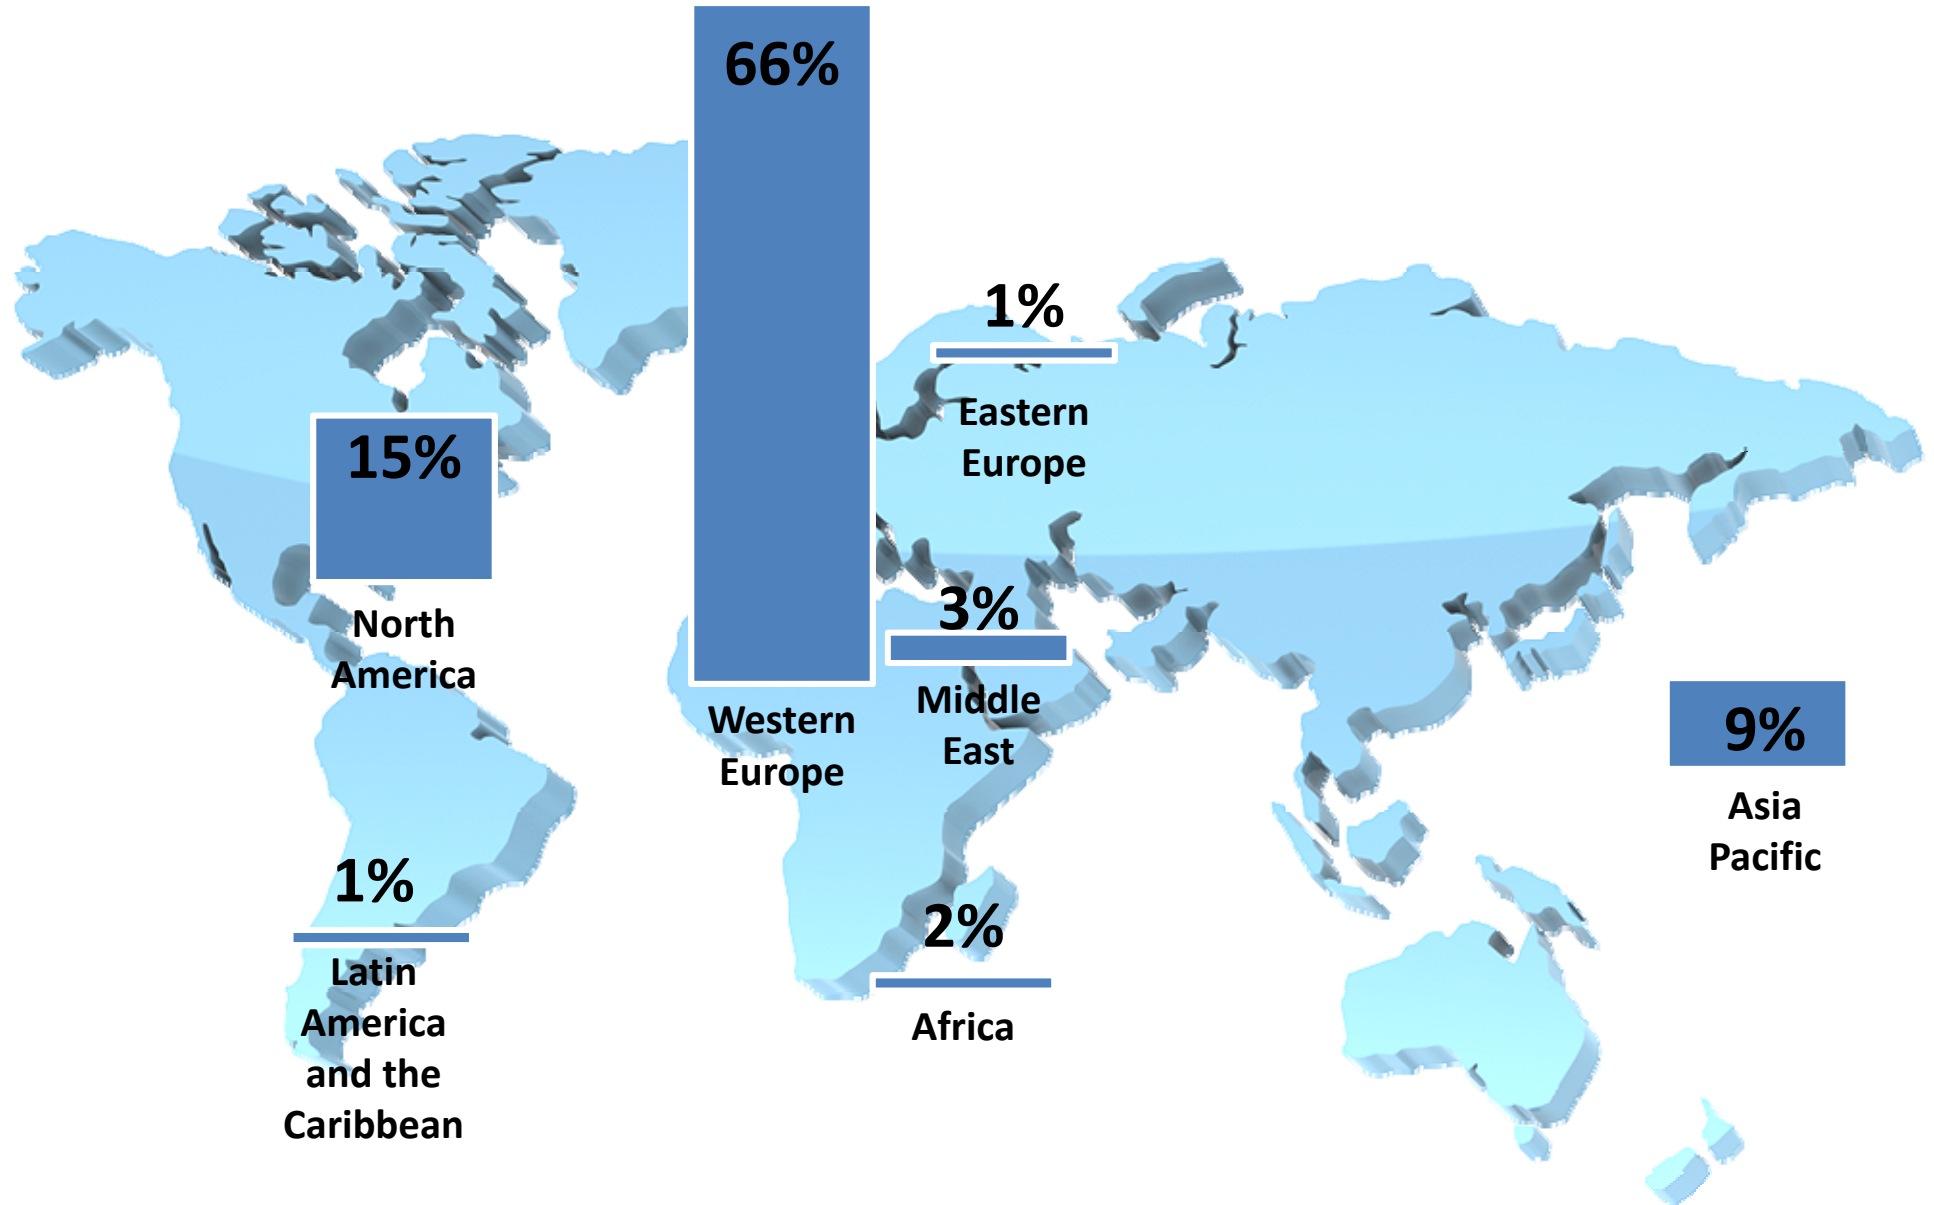 66%
1%
Eastern
Europe
15%
North
America
3%
Middle
East
Western
Europe
9%
Asia
Pacific
1%
Latin
America
and the
Caribbean
2%
Africa